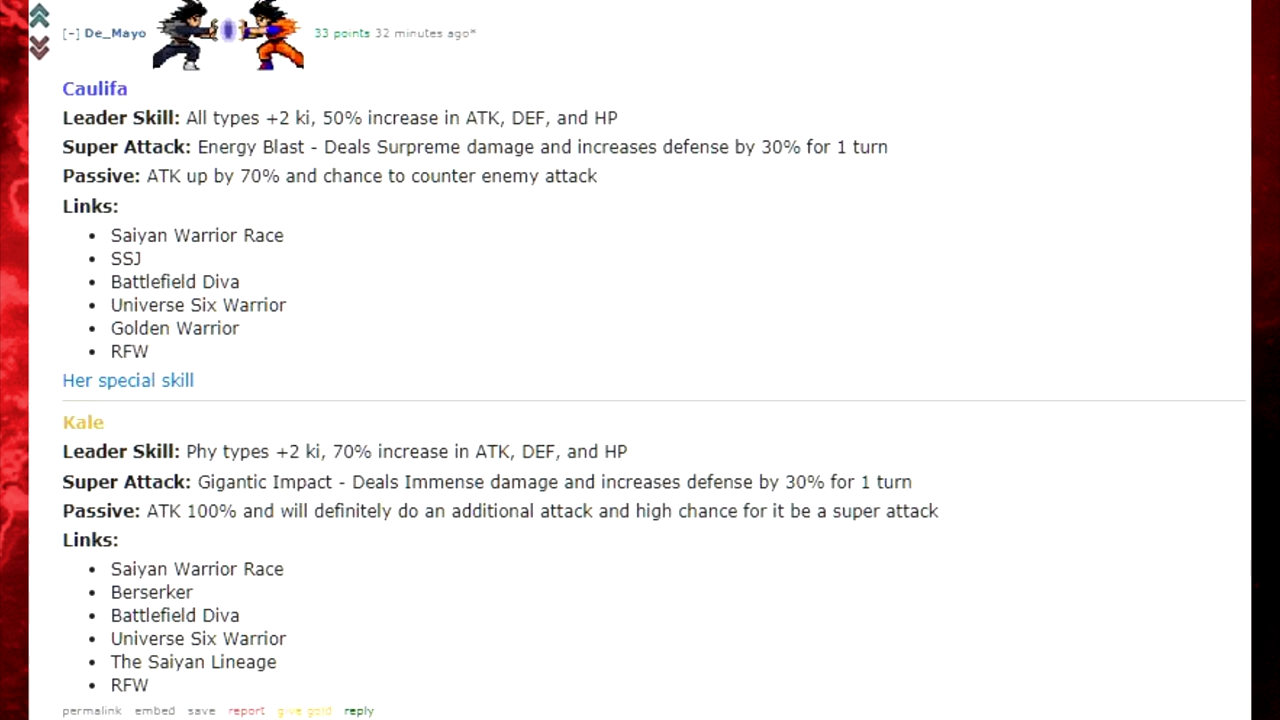 [-] De_Mayo 33 points 32 minutes ago*
Caulifa
Leader Skill: All types +2 ki, 50% increase in ATK, DEF, and HP
Super Attack: Energy Blast - Deals Surpreme damage and increases defense by 30% for 1 turn
Passive: ATK up by 70% and chance to counter enemy attack
Links:
• Saiyan Warrior Race
• SSJ
• Battlefield Diva
• Universe Six Warrior
• Golden Warrior
• RFW
Her special skill
Kale
Leader Skill: Phy types +2 ki, 70% increase in ATK, DEF, and HP
Super Attack: Gigantic Impact - Deals Immense damage and increases defense by 30% for 1 turn
Passive: ATK 100% and will definitely do an additional attack and high chance for it be a super attack
Links:
• Saiyan Warrior Race
• Berserker
• Battlefield Diva
• Universe Six Warrior
• The Saiyan Lineage
• RFW
permalink embed save report give gold reply